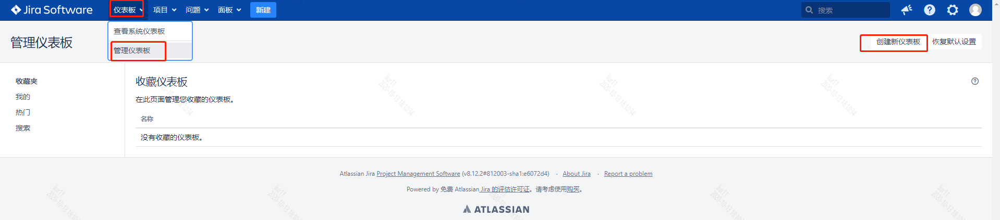 Jira Software 仪表板 项目 问题 面板 新建 搜索
查看系统仪表板
管理仪表板
管理仪表板
创建新仪表板 恢复默认设置
收藏夹
我的
热门
搜索
收藏仪表板
在此页面管理您收藏的仪表板。
名称
没有收藏的仪表板。
Atlassian Jira Project Management Software (v8.12.2#812003-sha1:e6072d4) · About Jira · Report a problem
Powered by 免费 Atlassian Jira 的评估许可证。请考虑使用购买。
ATLASSIAN